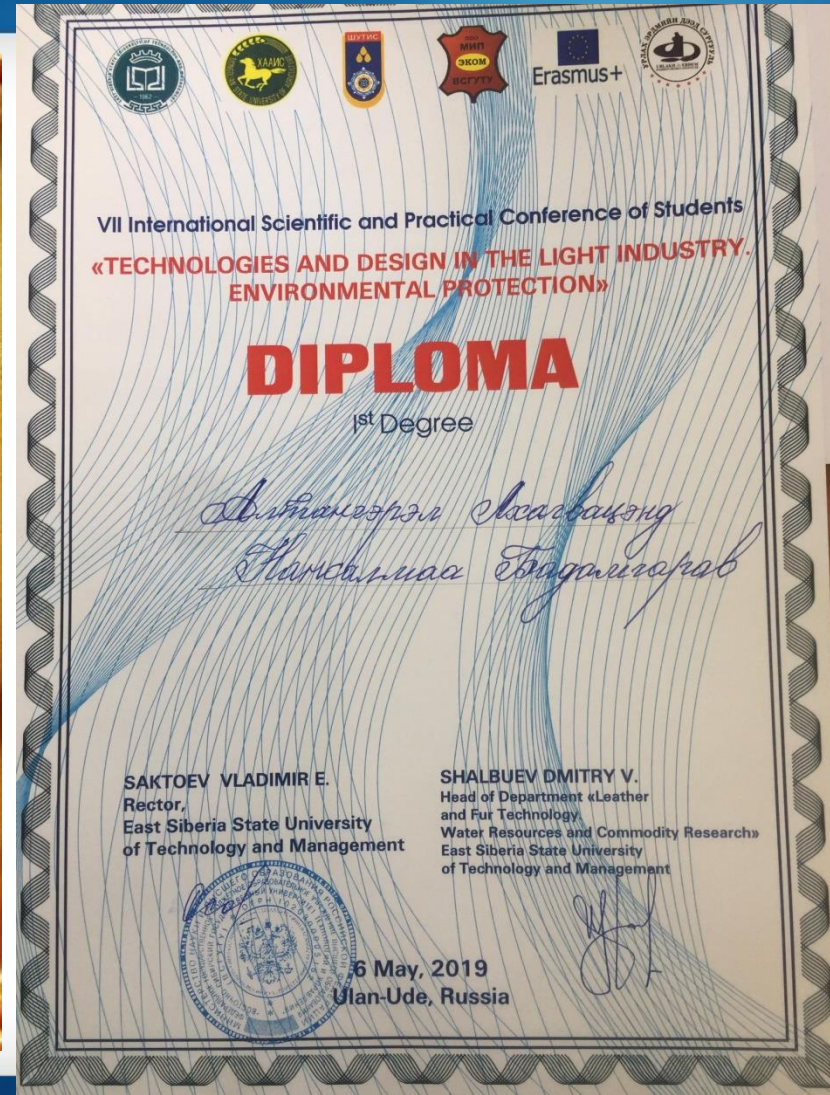 ХААИС
ШУТИС
МИП
ЭКОМ
ВСГУТУ
Erasmus+
1962
VII International Scientific and Practical Conference of Students
«TECHNOLOGIES AND DESIGN IN THE LIGHT INDUSTRY.
ENVIRONMENTAL PROTECTION»
DIPLOMA
Ist Degree
Алтангэрэл Лхагвацэнд
Нансалмаа Бадамгарав
SAKTOEV VLADIMIR E.
Rector,
East Siberia State University
of Technology and Management
SHALBUEV DMITRY V.
Head of Department «Leather
and Fur Technology.
Water Resources and Commodity Research»
East Siberia State University
of Technology and Management
6 May, 2019
Ulan-Ude, Russia